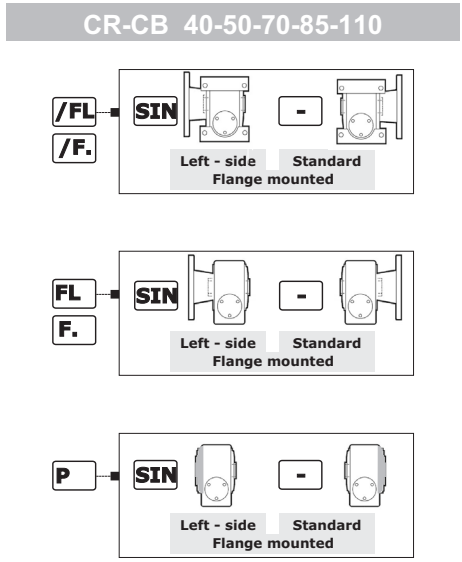 CR-CB 40-50-70-85-110
/FL SIN -
/F.
Left - side Standard
Flange mounted
FL SIN -
F.
Left - side Standard
Flange mounted
P SIN -
Left - side Standard
Flange mounted